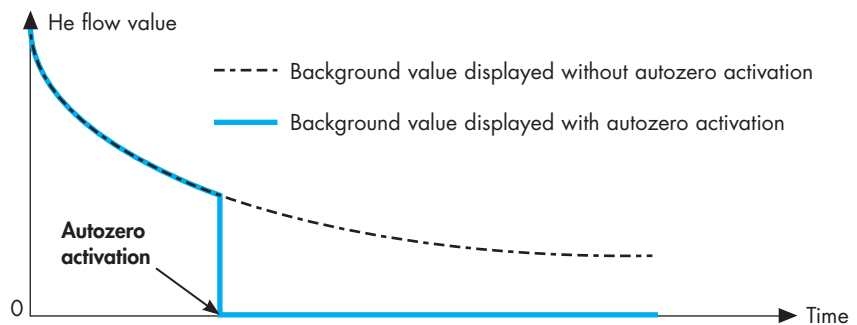 He flow value
Background value displayed without autozero activation
Background value displayed with autozero activation
Autozero
activation
0
Time